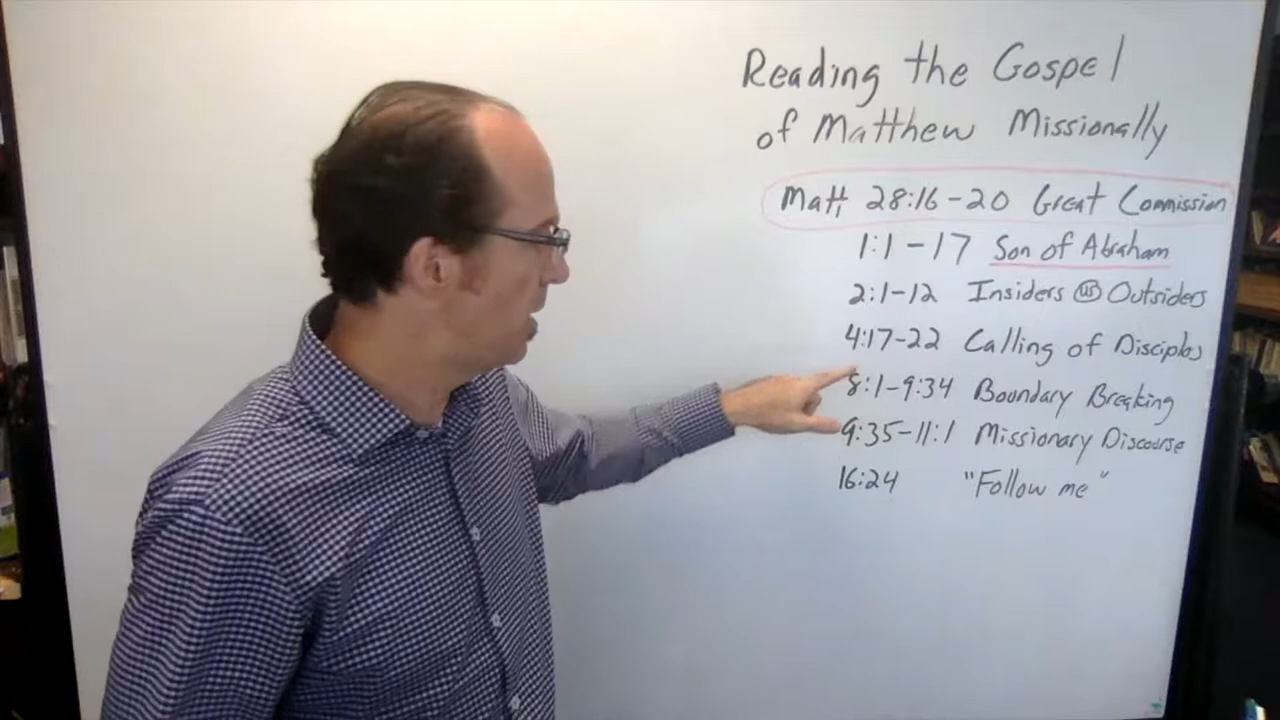 Reading the Gospel
of Matthew Missionally
Matt 28:16-20 Great Commission
1:1-17 Son of Abraham
2:1-12 Insiders vs Outsiders
4:17-22 Calling of Disciples
8:1-9:34 Boundary Breaking
9:35-11:1 Missionary Discourse
16:24 "Follow me"